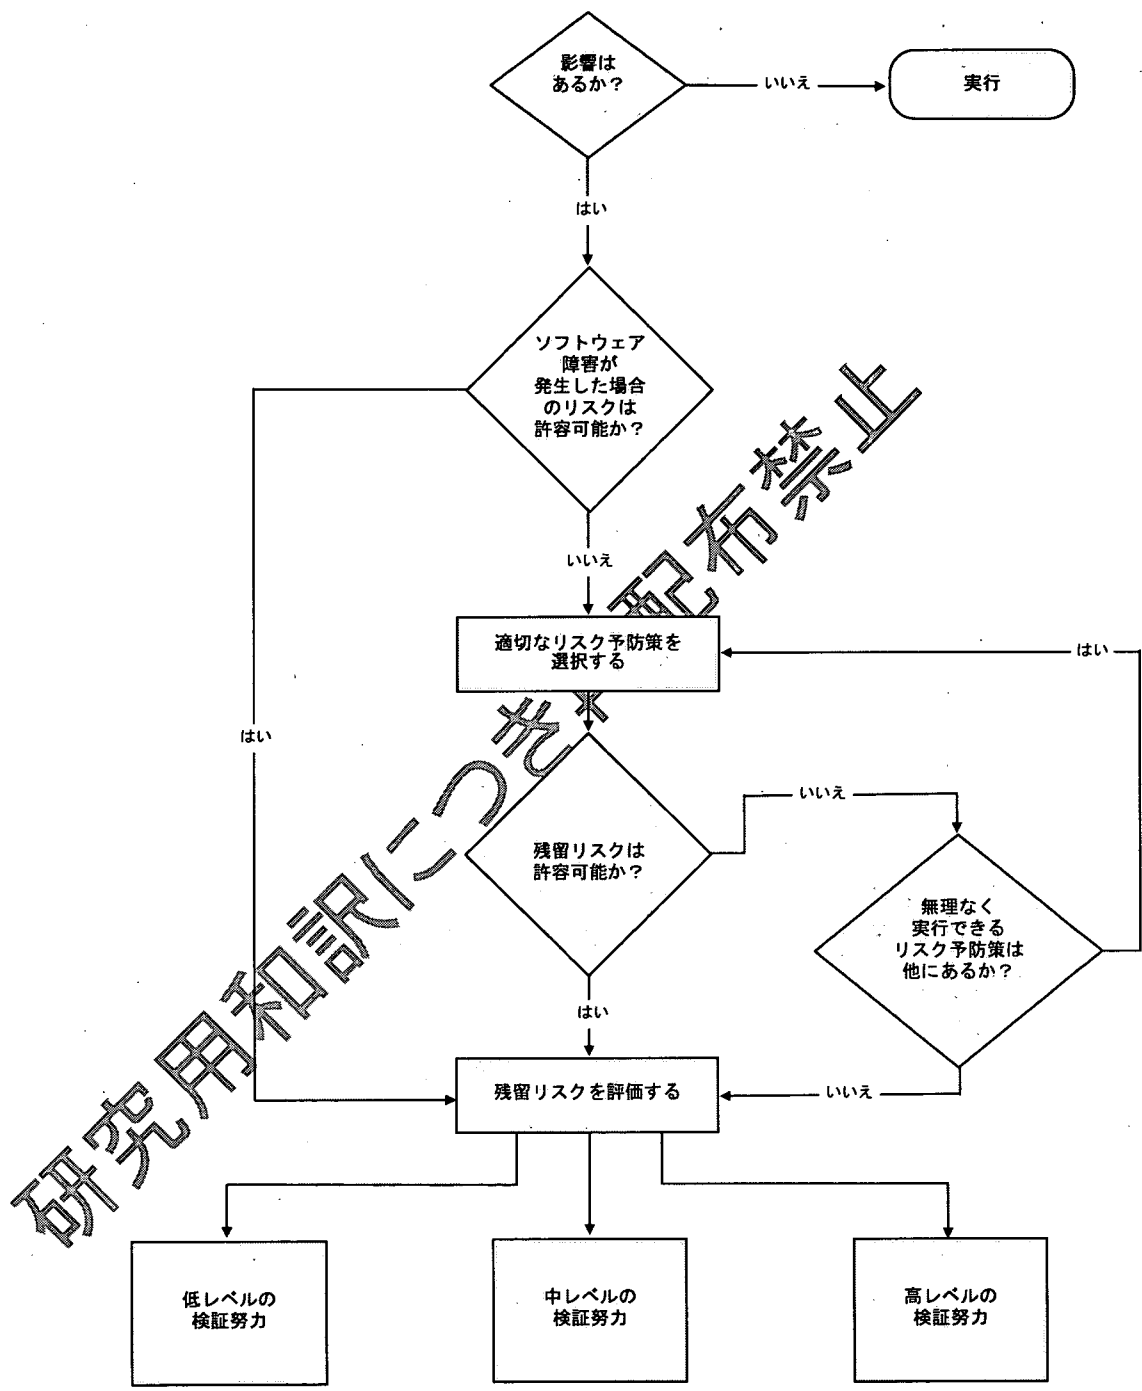 影響は
あるか？
いいえ
実行
はい
ソフトウェア
障害が
発生した場合
のリスクは
許容可能か？
いいえ
適切なリスク予防策を
選択する
はい
はい
残留リスクは
許容可能か？
いいえ
無理なく
実行できる
リスク予防策は
他にあるか？
はい
残留リスクを評価する
いいえ
低レベルの
検証努力
中レベルの
検証努力
高レベルの
検証努力
研究用和訳につき 配布禁止